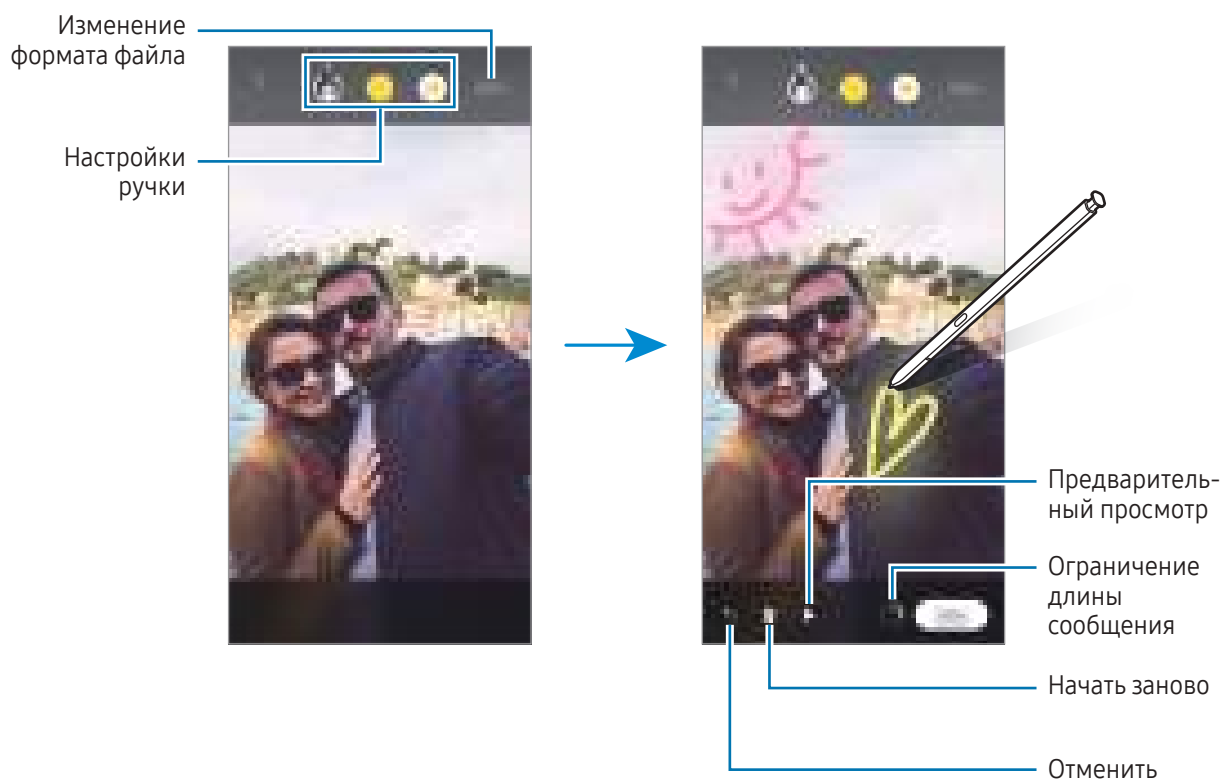 Изменение
формата файла
Настройки
ручки
Предваритель-
ный просмотр
Ограничение
длины
сообщения
Начать заново
Отменить